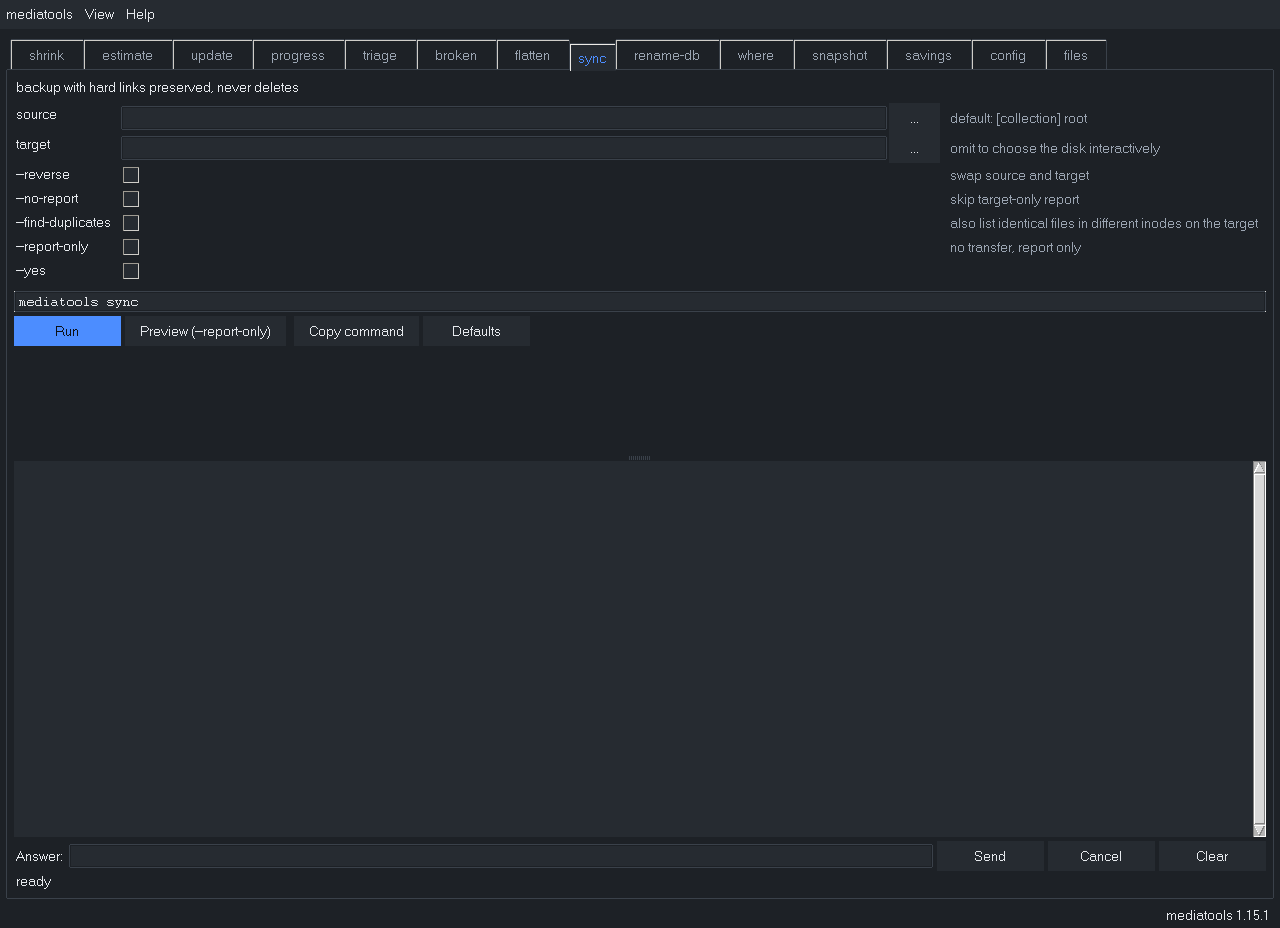 mediatools View Help
shrink estimate update progress triage broken flatten sync rename-db where snapshot savings config files
backup with hard links preserved, never deletes
source ... default: [collection] root
target ... omit to choose the disk interactively
--reverse swap source and target
--no-report skip target-only report
--find-duplicates also list identical files in different inodes on the target
--report-only no transfer, report only
--yes
mediatools sync
Run Preview (--report-only) Copy command Defaults
Answer: Send Cancel Clear
ready
mediatools 1.15.1